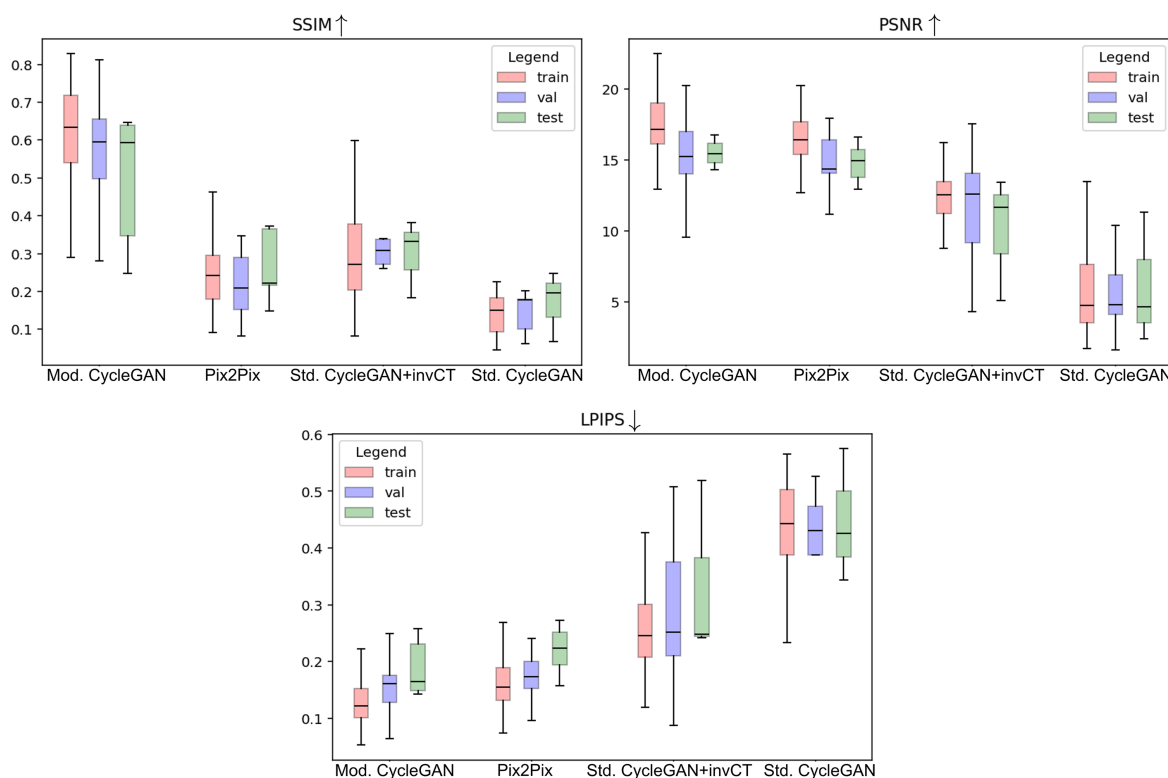 SSIM↑
Legend
train
val
test
0.8
0.7
0.6
0.5
0.4
0.3
0.2
0.1
Mod. CycleGAN Pix2Pix Std. CycleGAN+invCT Std. CycleGAN
PSNR↑
Legend
train
val
test
20
15
10
5
Mod. CycleGAN Pix2Pix Std. CycleGAN+invCT Std. CycleGAN
LPIPS↓
Legend
train
val
test
0.6
0.5
0.4
0.3
0.2
0.1
Mod. CycleGAN Pix2Pix Std. CycleGAN+invCT Std. CycleGAN